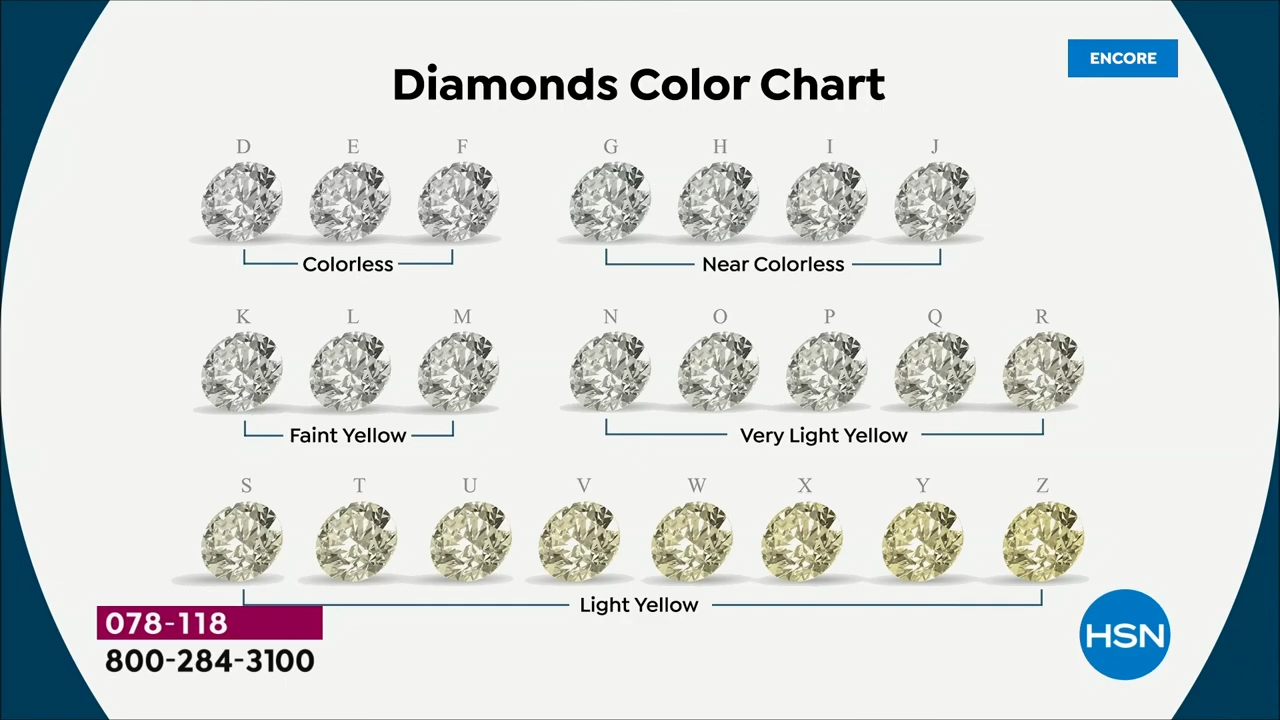 ENCORE
Diamonds Color Chart
D E F G H I J
Colorless Near Colorless
K L M N O P Q R
Faint Yellow Very Light Yellow
S T U V W X Y Z
Light Yellow
078-118
800-284-3100
HSN